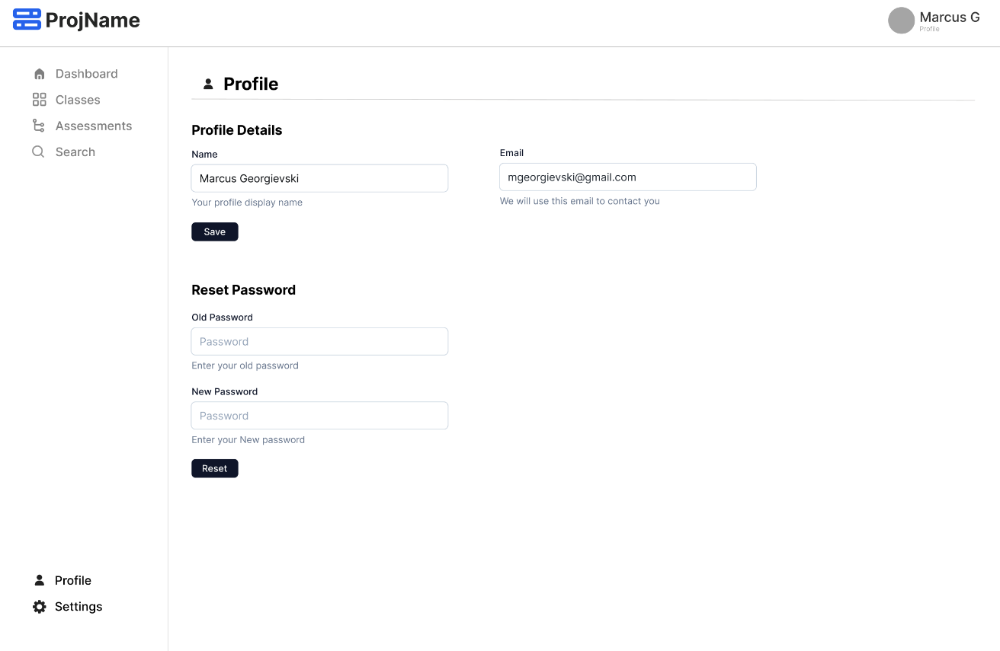 ProjName
Marcus G
Profile
Dashboard
Classes
Assessments
Search
Profile
Settings
Profile
Profile Details
Name
Marcus Georgievski
Your profile display name
Email
mgeorgievski@gmail.com
We will use this email to contact you
Save
Reset Password
Old Password
Password
Enter your old password
New Password
Password
Enter your New password
Reset